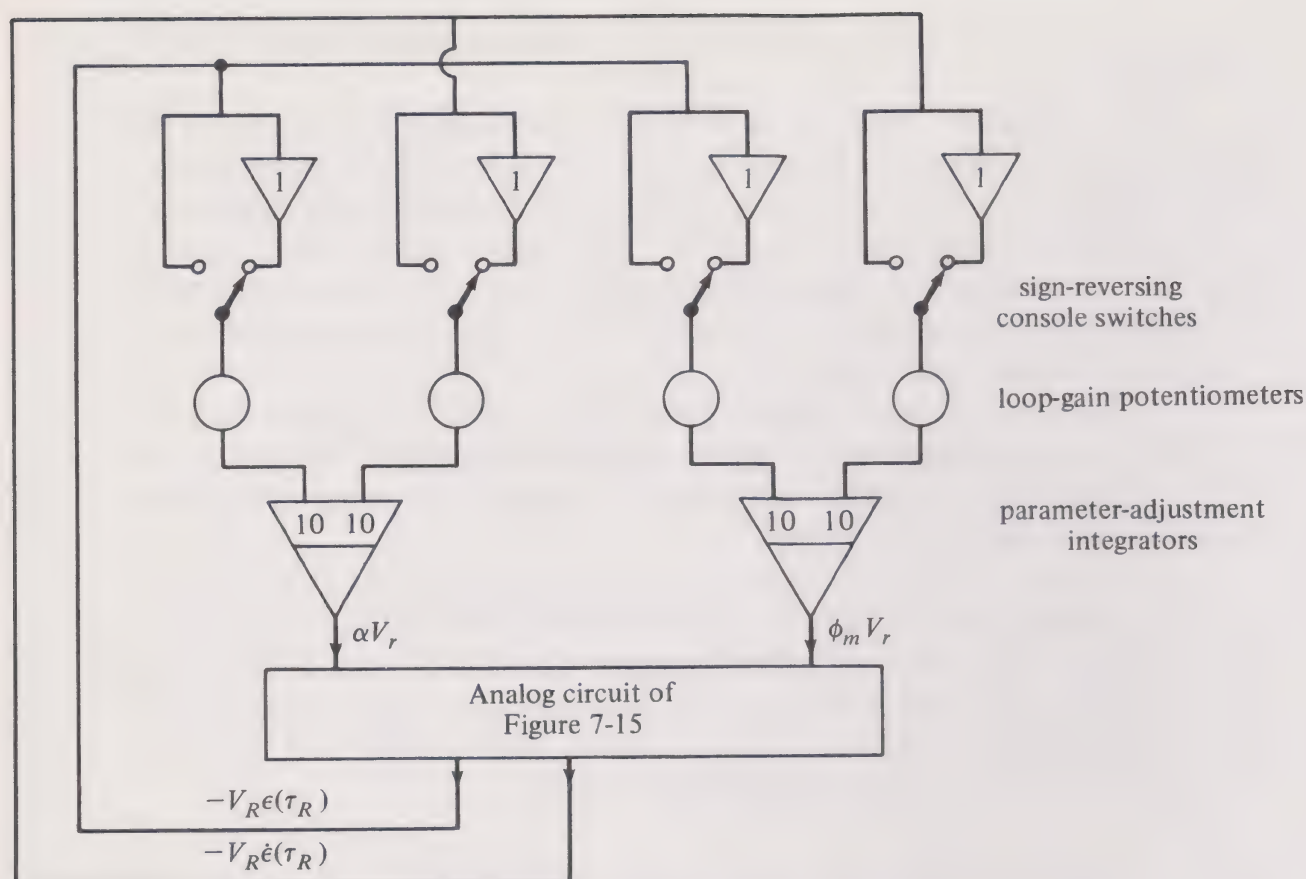 1 1 1 1
sign-reversing
console switches
loop-gain potentiometers
10 10 10 10
parameter-adjustment
integrators
αV_r
ϕ_m V_r
Analog circuit of
Figure 7-15
−V_R ϵ(τ_R)
−V_R ϵ̇(τ_R)